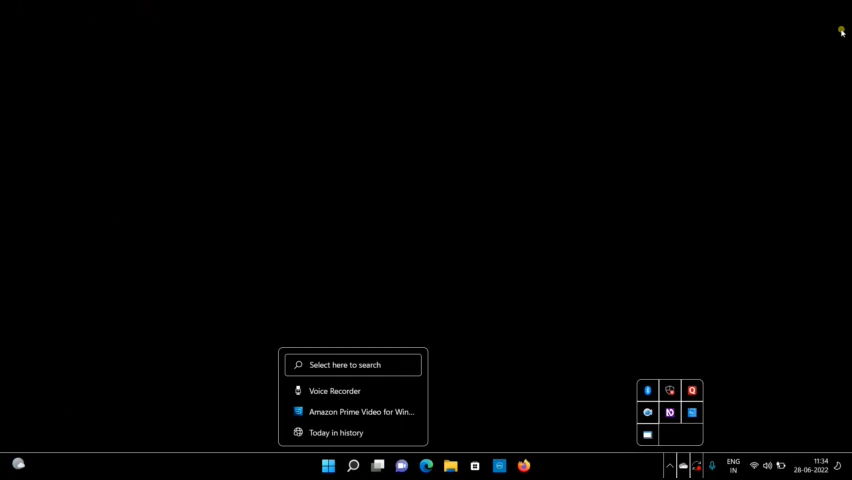 Select here to search
Voice Recorder
Amazon Prime Video for Win...
Today in history
ENG
IN
11:34
28-06-2022